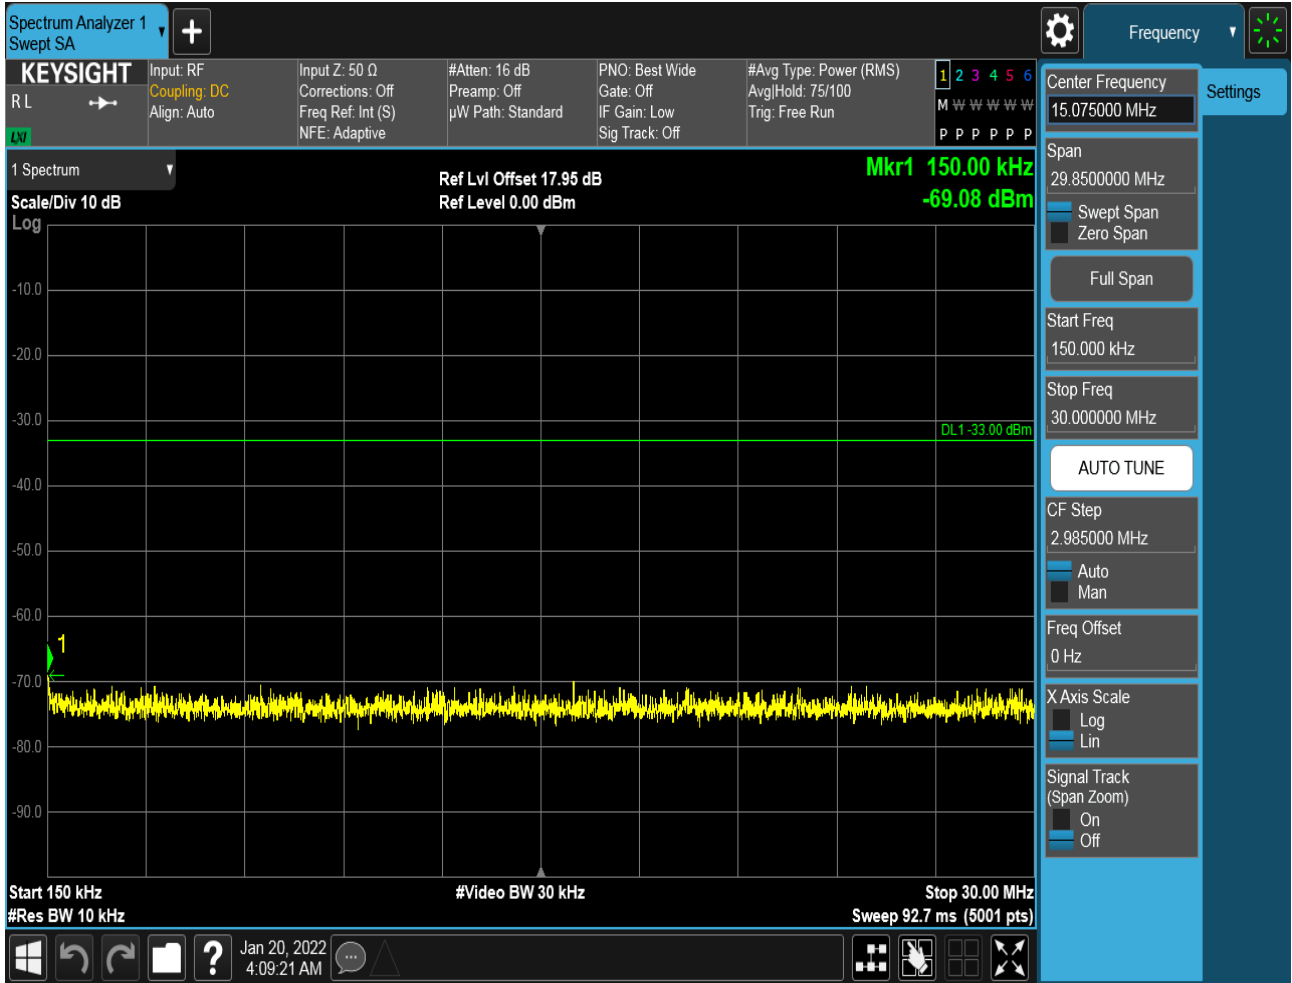 Spectrum Analyzer 1
Swept SA
Frequency
KEYSIGHT
R L
LXI
Input: RF
Coupling: DC
Align: Auto
Input Z: 50 Ω
Corrections: Off
Freq Ref: Int (S)
NFE: Adaptive
#Atten: 16 dB
Preamp: Off
µW Path: Standard
PNO: Best Wide
Gate: Off
IF Gain: Low
Sig Track: Off
#Avg Type: Power (RMS)
Avg|Hold: 75/100
Trig: Free Run
1 2 3 4 5 6
M W W W W W
P P P P P P
1 Spectrum
Scale/Div 10 dB
Log
Ref Lvl Offset 17.95 dB
Ref Level 0.00 dBm
Mkr1 150.00 kHz
-69.08 dBm
-10.0
-20.0
-30.0
DL1 -33.00 dBm
-40.0
-50.0
-60.0
1
-70.0
-80.0
-90.0
Start 150 kHz
#Res BW 10 kHz
#Video BW 30 kHz
Stop 30.00 MHz
Sweep 92.7 ms (5001 pts)
Center Frequency
15.075000 MHz
Settings
Span
29.8500000 MHz
Swept Span
Zero Span
Full Span
Start Freq
150.000 kHz
Stop Freq
30.000000 MHz
AUTO TUNE
CF Step
2.985000 MHz
Auto
Man
Freq Offset
0 Hz
X Axis Scale
Log
Lin
Signal Track
(Span Zoom)
On
Off
?
Jan 20, 2022
4:09:21 AM